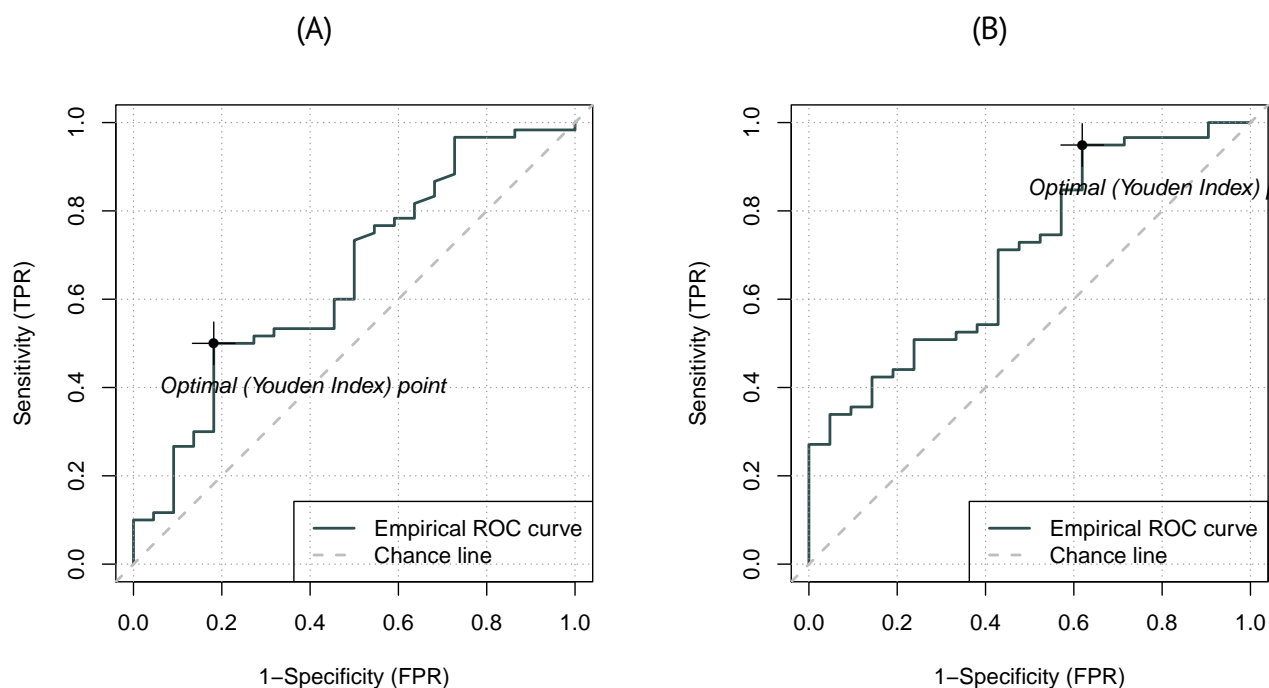 (A)
1.0
0.8
0.6
0.4
0.2
0.0
Sensitivity (TPR)
Optimal (Youden Index) point
Empirical ROC curve
Chance line
0.0 0.2 0.4 0.6 0.8 1.0
1−Specificity (FPR)
(B)
1.0
0.8
0.6
0.4
0.2
0.0
Sensitivity (TPR)
Optimal (Youden Index)
Empirical ROC curve
Chance line
0.0 0.2 0.4 0.6 0.8 1.0
1−Specificity (FPR)